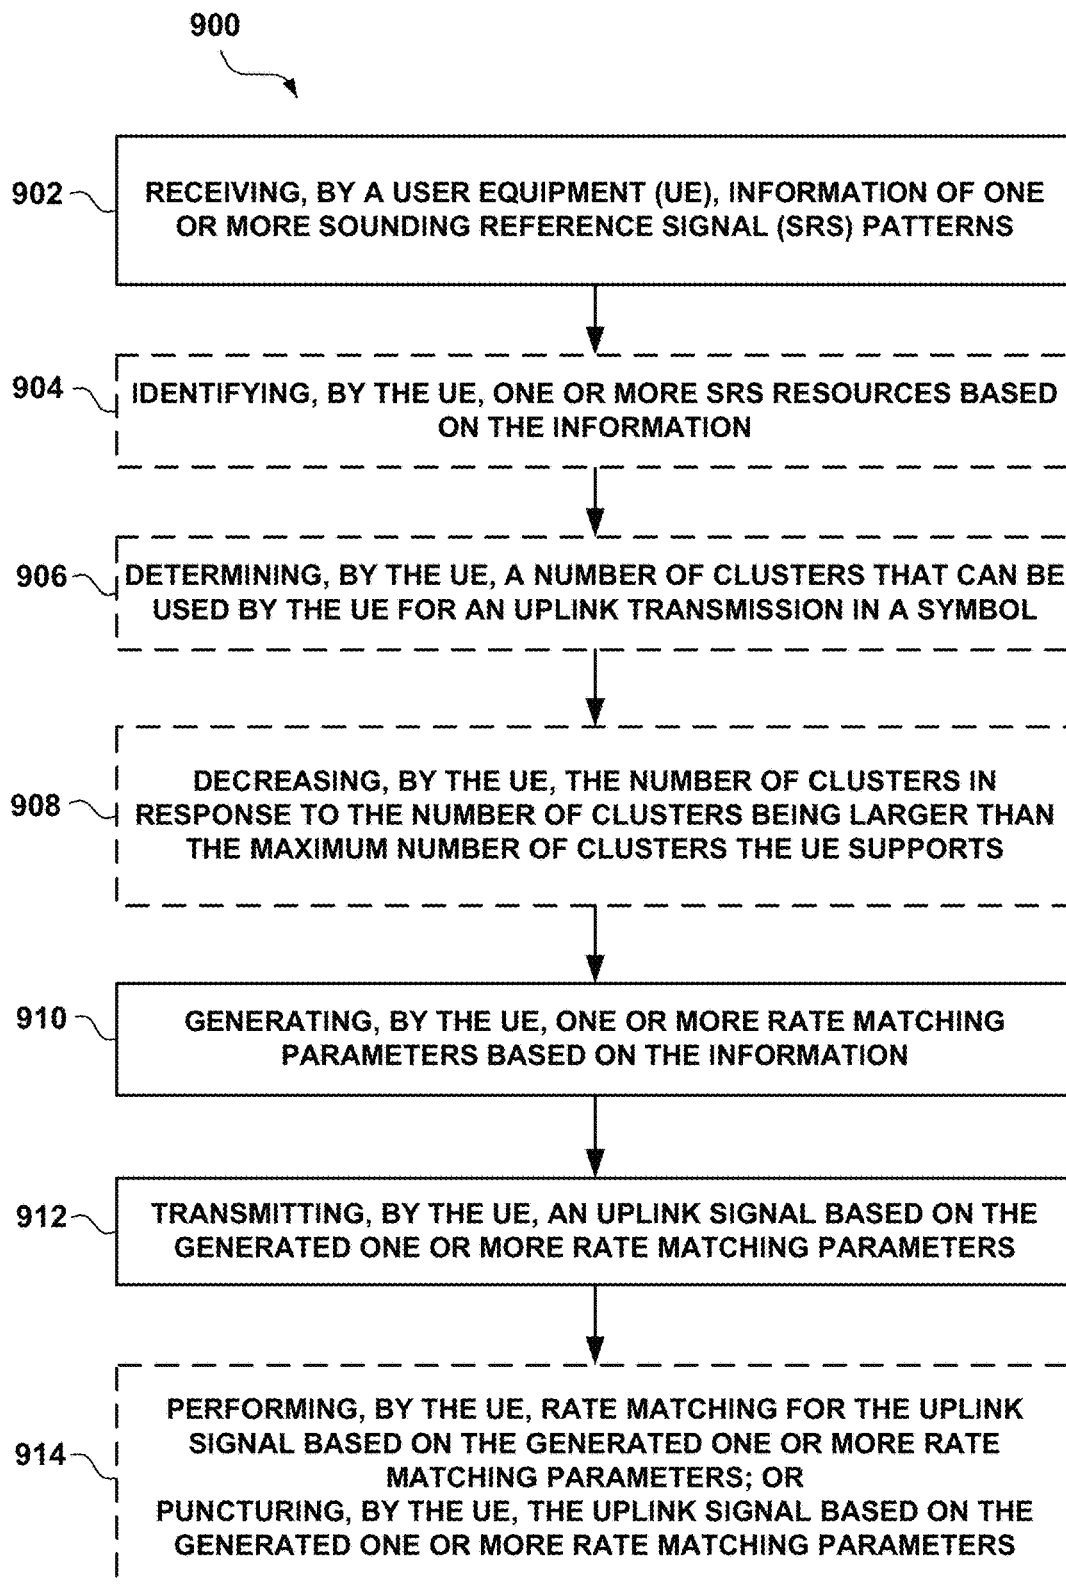 900
902
RECEIVING, BY A USER EQUIPMENT (UE), INFORMATION OF ONE
OR MORE SOUNDING REFERENCE SIGNAL (SRS) PATTERNS
904
IDENTIFYING, BY THE UE, ONE OR MORE SRS RESOURCES BASED
ON THE INFORMATION
906
DETERMINING, BY THE UE, A NUMBER OF CLUSTERS THAT CAN BE
USED BY THE UE FOR AN UPLINK TRANSMISSION IN A SYMBOL
908
DECREASING, BY THE UE, THE NUMBER OF CLUSTERS IN
RESPONSE TO THE NUMBER OF CLUSTERS BEING LARGER THAN
THE MAXIMUM NUMBER OF CLUSTERS THE UE SUPPORTS
910
GENERATING, BY THE UE, ONE OR MORE RATE MATCHING
PARAMETERS BASED ON THE INFORMATION
912
TRANSMITTING, BY THE UE, AN UPLINK SIGNAL BASED ON THE
GENERATED ONE OR MORE RATE MATCHING PARAMETERS
914
PERFORMING, BY THE UE, RATE MATCHING FOR THE UPLINK
SIGNAL BASED ON THE GENERATED ONE OR MORE RATE
MATCHING PARAMETERS; OR
PUNCTURING, BY THE UE, THE UPLINK SIGNAL BASED ON THE
GENERATED ONE OR MORE RATE MATCHING PARAMETERS